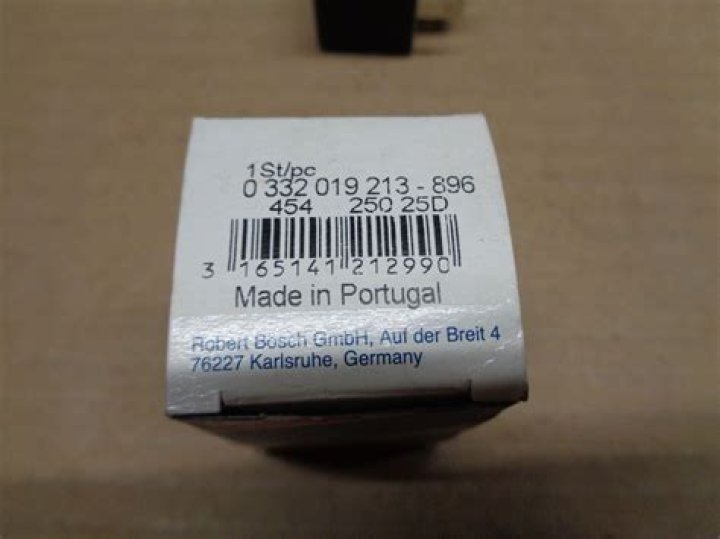 1St/pc
0 332 019 213 - 896
454 250 25D
3 165141 212990
Made in Portugal
Robert Bosch GmbH, Auf der Breit 4
76227 Karlsruhe, Germany